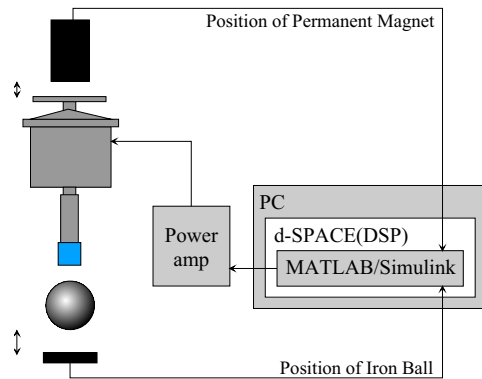 Position of Permanent Magnet
PC
d-SPACE(DSP)
Power
amp
MATLAB/Simulink
Position of Iron Ball